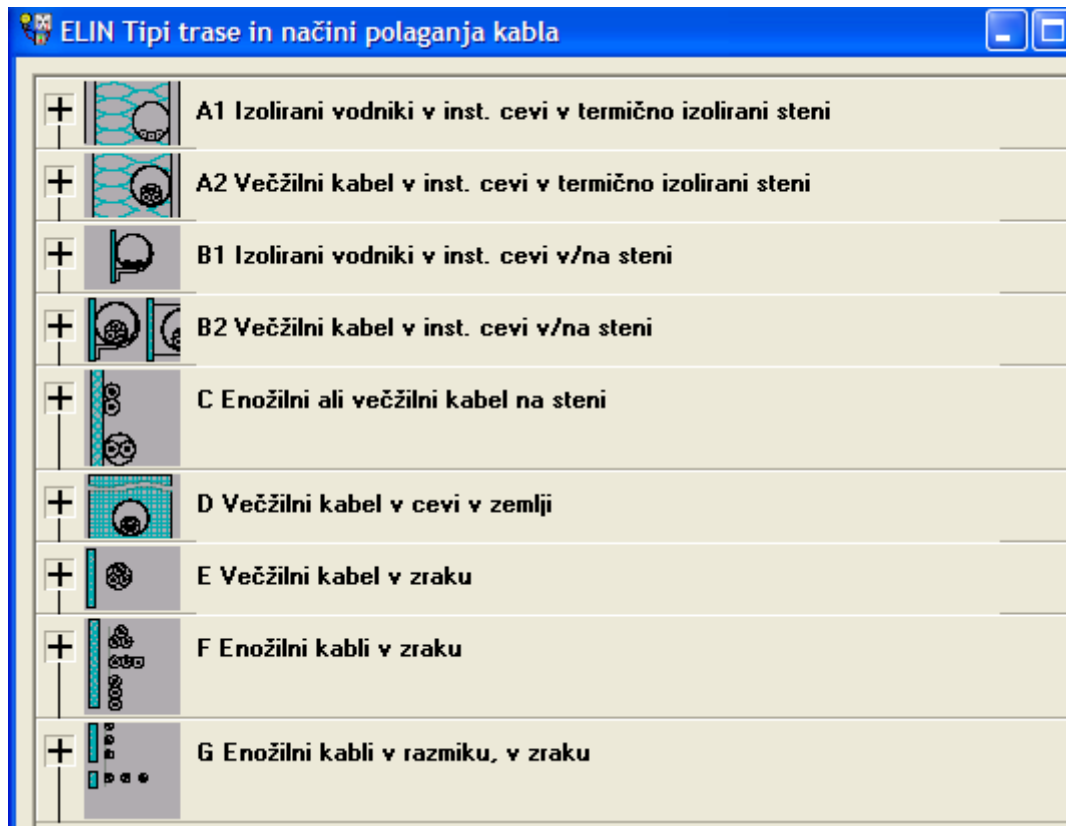 ELIN Tipi trase in načini polaganja kabla
A1 Izolirani vodniki v inst. cevi v termično izolirani steni
A2 Večžilni kabel v inst. cevi v termično izolirani steni
B1 Izolirani vodniki v inst. cevi v/na steni
B2 Večžilni kabel v inst. cevi v/na steni
C Enožilni ali večžilni kabel na steni
D Večžilni kabel v cevi v zemlji
E Večžilni kabel v zraku
F Enožilni kabli v zraku
G Enožilni kabli v razmiku, v zraku